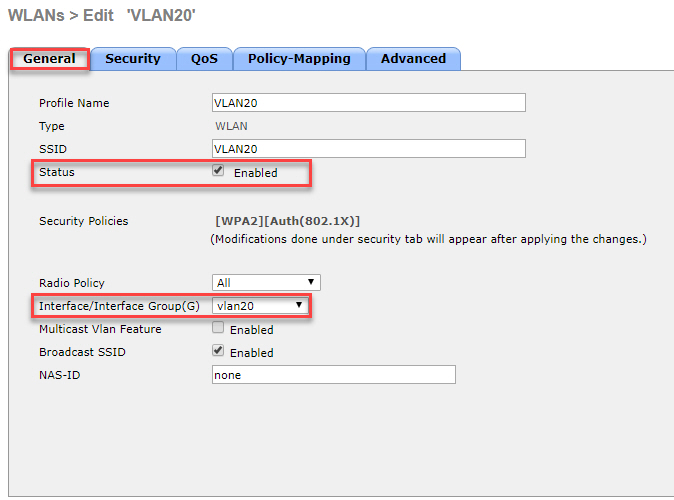 WLANs > Edit 'VLAN20'
General Security QoS Policy-Mapping Advanced
Profile Name VLAN20
Type WLAN
SSID VLAN20
Status Enabled
Security Policies [WPA2][Auth(802.1X)]
(Modifications done under security tab will appear after applying the changes.)
Radio Policy All
Interface/Interface Group(G) vlan20
Multicast Vlan Feature Enabled
Broadcast SSID Enabled
NAS-ID none